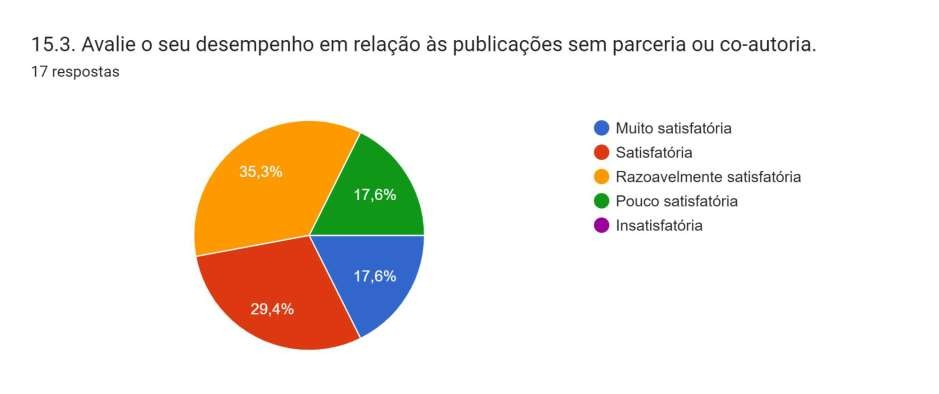 15.3. Avalie o seu desempenho em relação às publicações sem parceria ou co-autoria.
17 respostas
Muito satisfatória
Satisfatória
Razoavelmente satisfatória
Pouco satisfatória
Insatisfatória
35,3%
17,6%
17,6%
29,4%